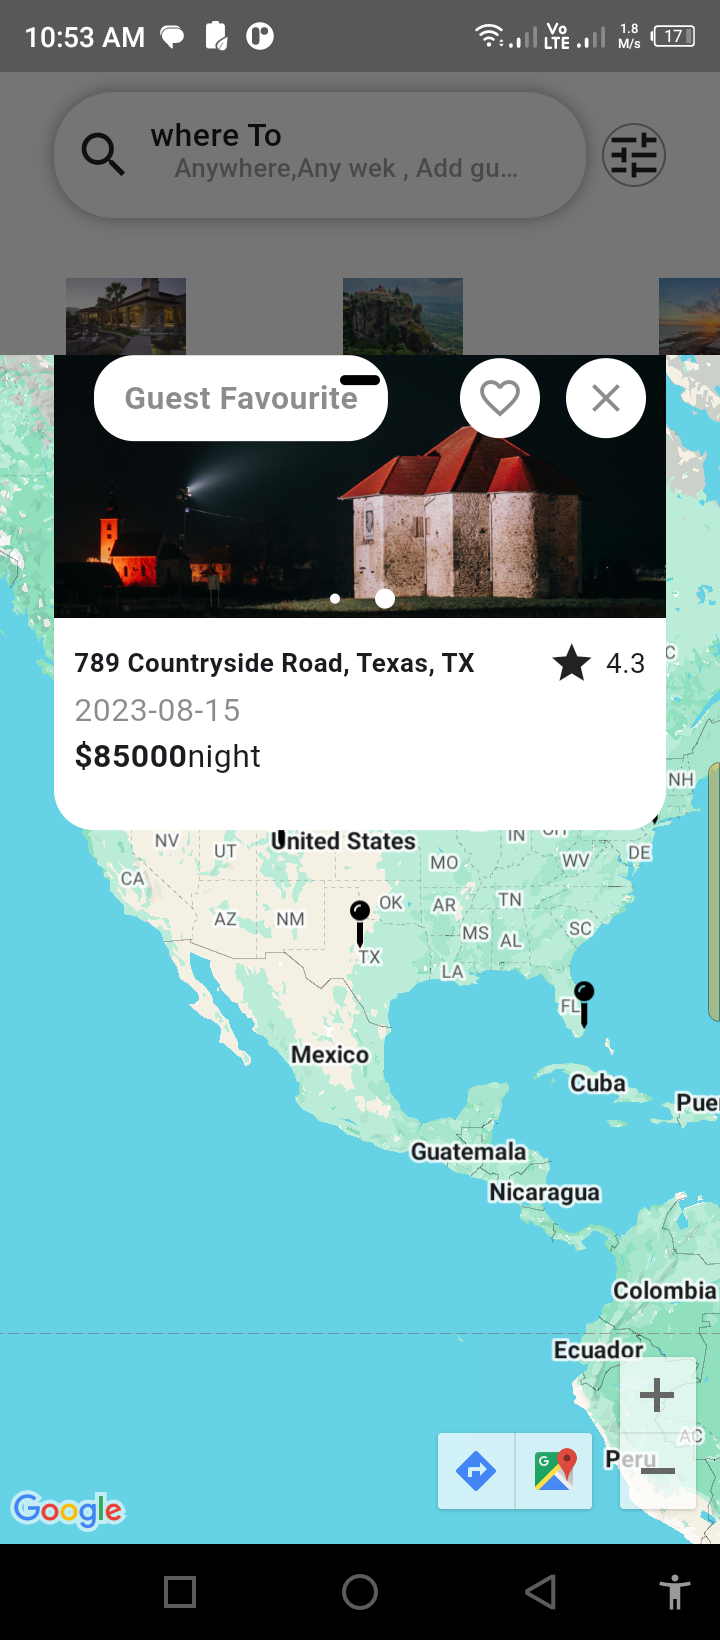 10:53 AM
Vo LTE
1.8 M/s
17
where To
Anywhere,Any wek , Add gu...
Guest Favourite
789 Countryside Road, Texas, TX
4.3
2023-08-15
$85000night
NH
NV
UT
United States
MO
IN
WV
DE
CA
AZ
NM
OK
AR
TN
TX
MS
AL
SC
LA
FL
Mexico
Cuba
Puer
Guatemala
Nicaragua
Colombia
Ecuador
AC
Peru
G
Google